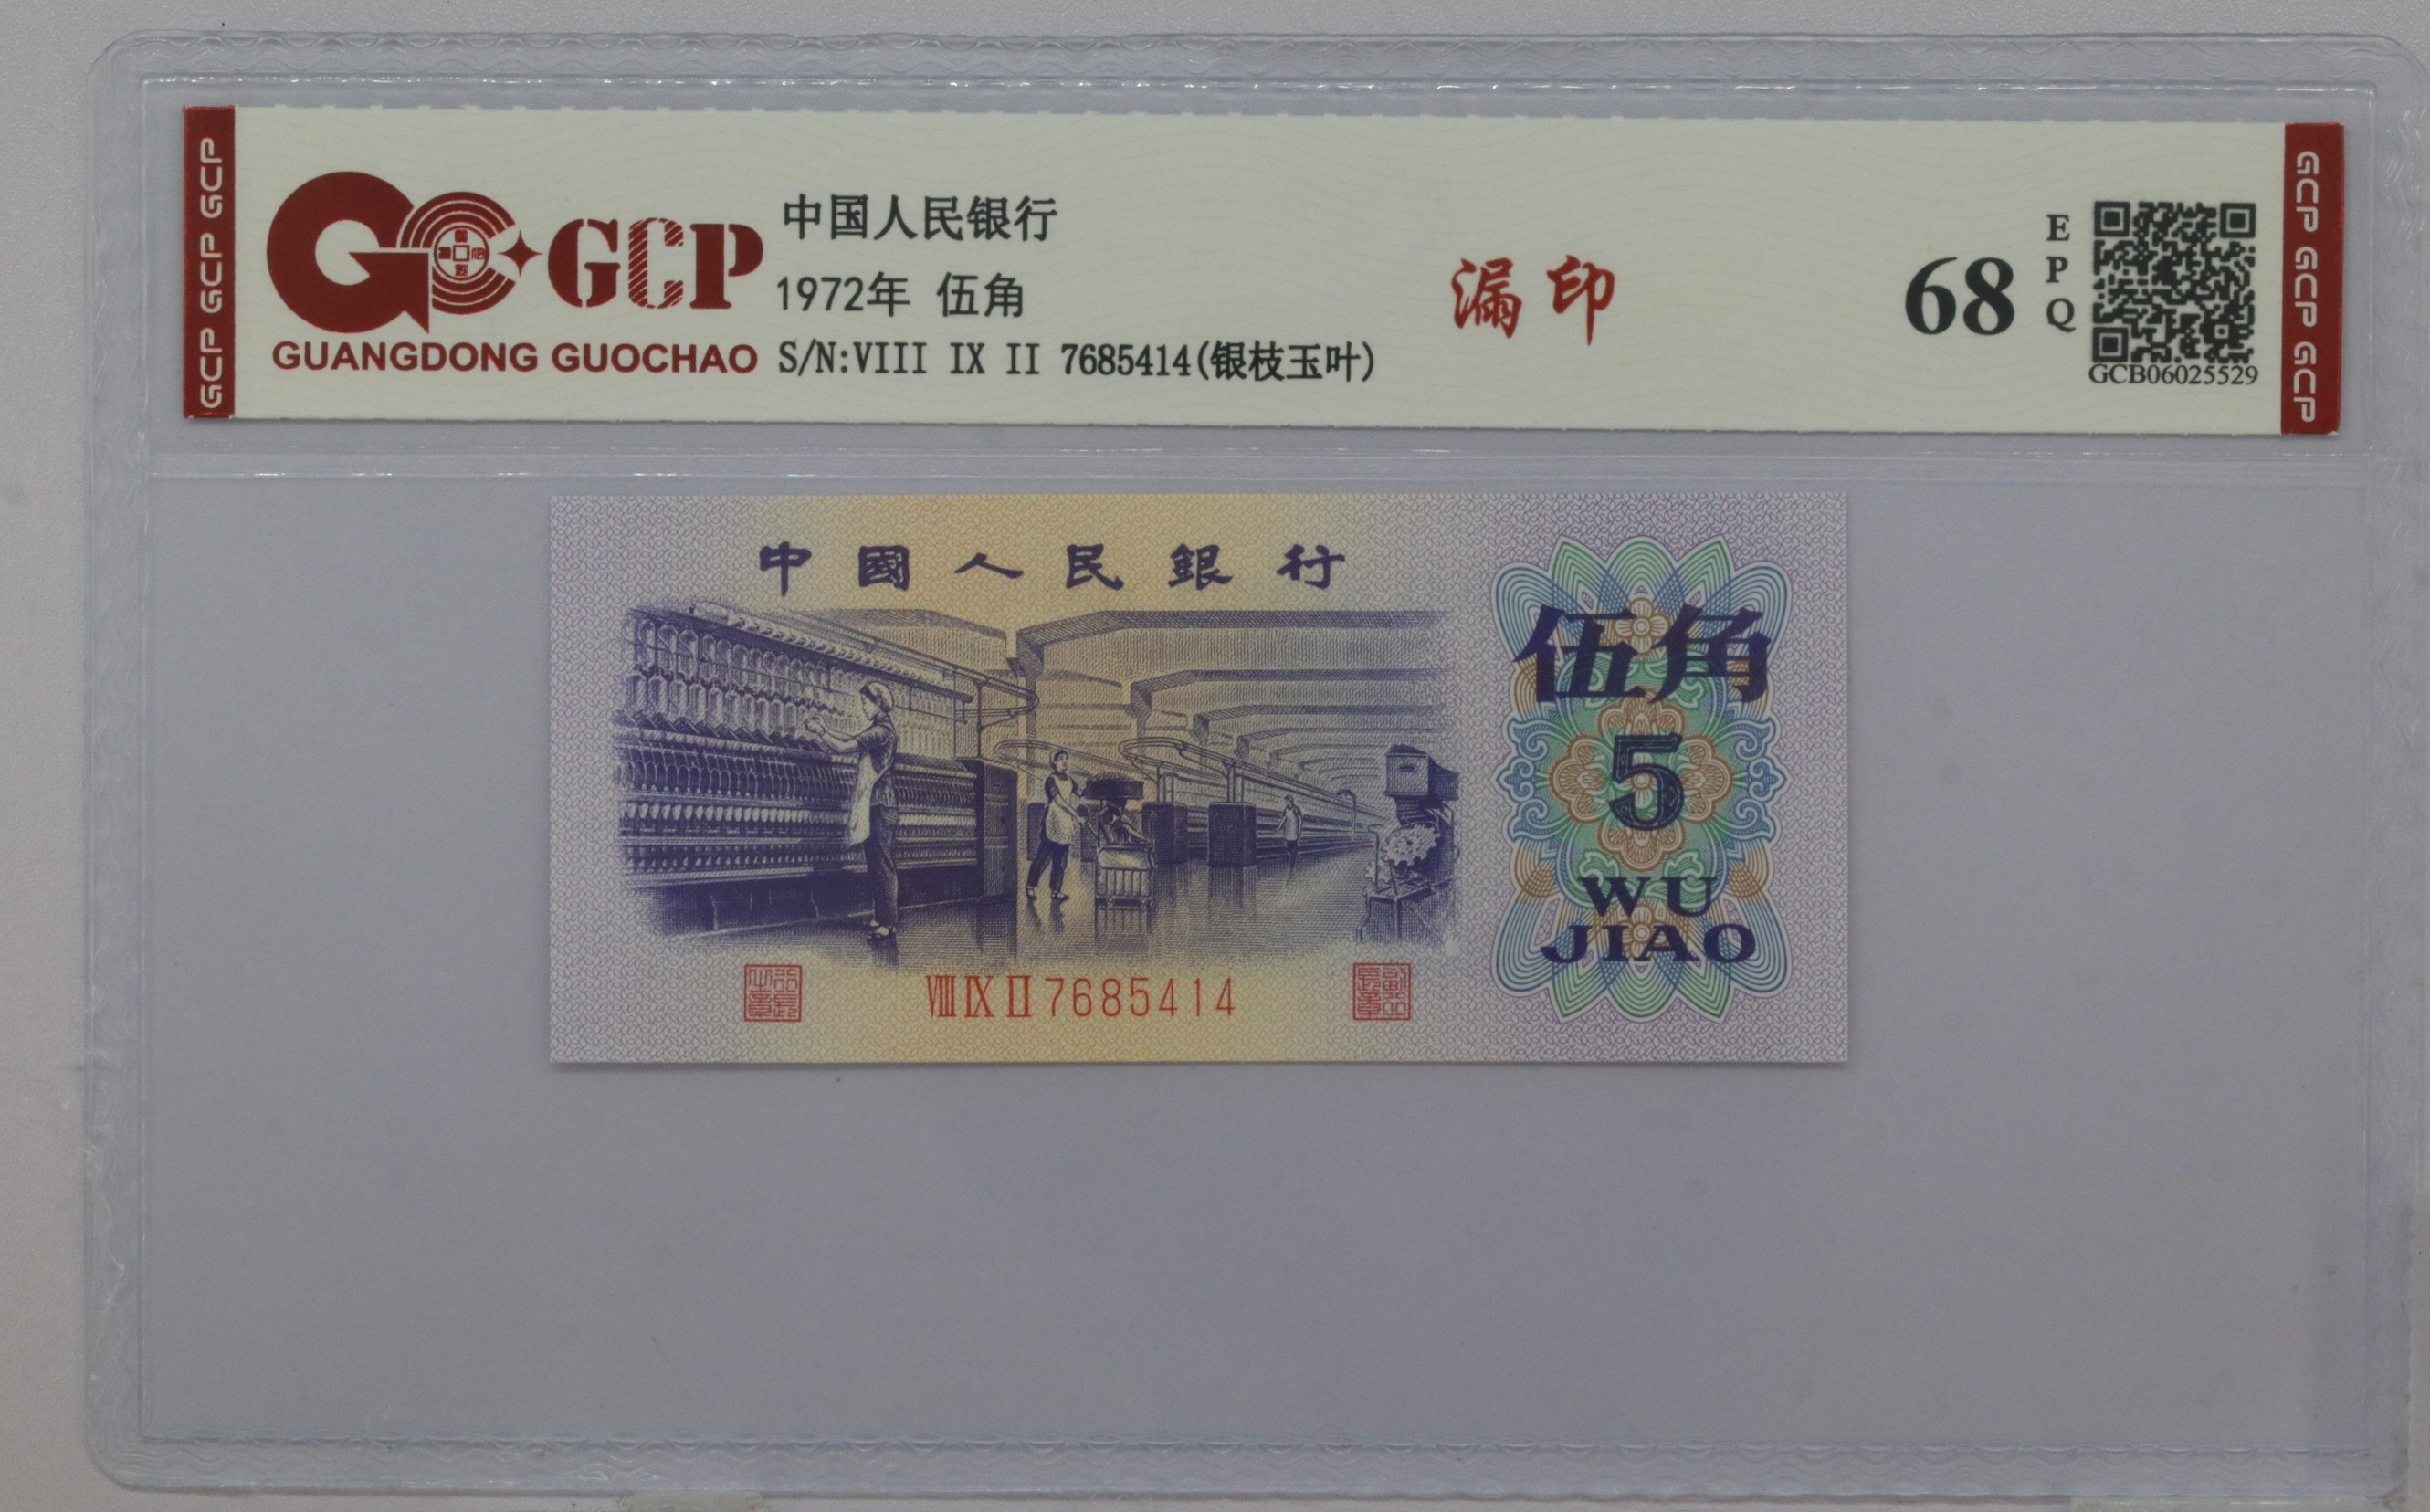 GCP GCP GCP
GCP
GUANGDONG GUOCHAO
中国人民银行
1972年 伍角
S/N:VIII IX II 7685414(银枝玉叶)
漏印
68
EPQ
GCB06025529
GCP GCP GCP
中國人民銀行
伍角
5
WU
JIAO
VIII IX II 7685414